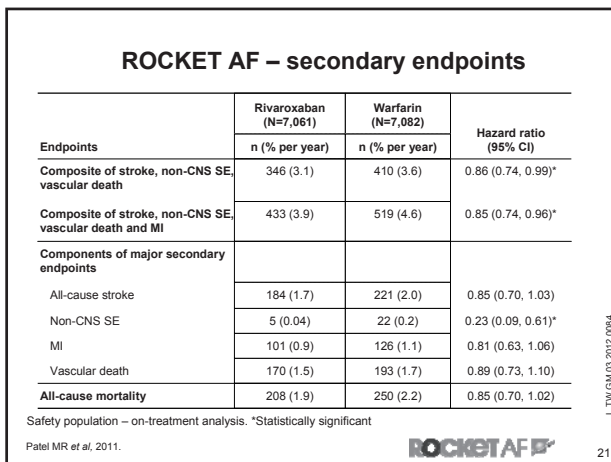 ROCKET AF – secondary endpoints
Rivaroxaban Warfarin
(N=7,061) (N=7,082) Hazard ratio
Endpoints n (% per year) n (% per year) (95% CI)
Composite of stroke, non-CNS SE, 346 (3.1) 410 (3.6) 0.86 (0.74, 0.99)*
vascular death
Composite of stroke, non-CNS SE, 433 (3.9) 519 (4.6) 0.85 (0.74, 0.96)*
vascular death and MI
Components of major secondary
endpoints
All-cause stroke 184 (1.7) 221 (2.0) 0.85 (0.70, 1.03)
Non-CNS SE 5 (0.04) 22 (0.2) 0.23 (0.09, 0.61)*
MI 101 (0.9) 126 (1.1) 0.81 (0.63, 1.06)
Vascular death 170 (1.5) 193 (1.7) 0.89 (0.73, 1.10)
All-cause mortality 208 (1.9) 250 (2.2) 0.85 (0.70, 1.02)
Safety population – on-treatment analysis. *Statistically significant
Patel MR et al, 2011.
ROCKET AF
21